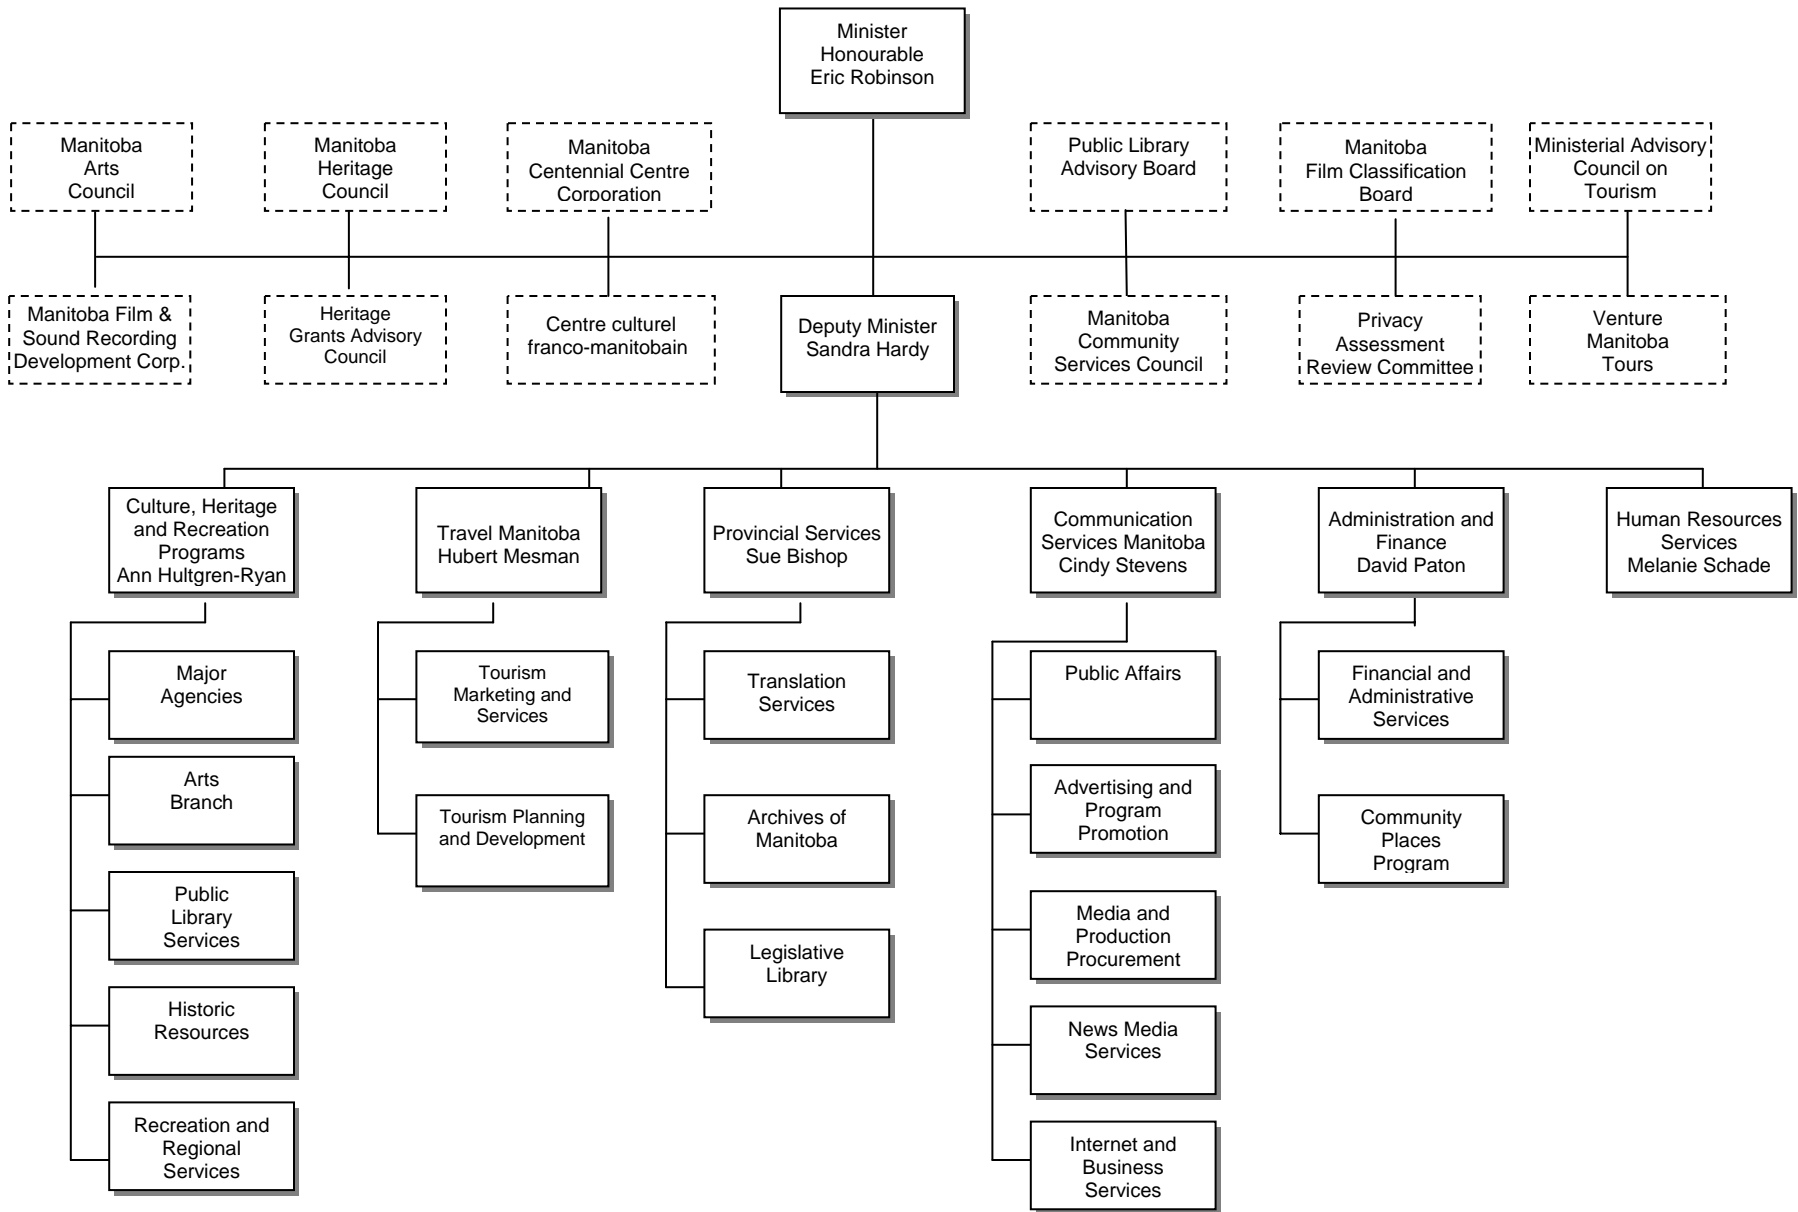 Minister
Honourable
Eric Robinson
Manitoba
Arts
Council
Manitoba
Heritage
Council
Manitoba
Centennial Centre
Corporation
Public Library
Advisory Board
Manitoba
Film Classification
Board
Ministerial Advisory
Council on
Tourism
Manitoba Film &
Sound Recording
Development Corp.
Heritage
Grants Advisory
Council
Centre culturel
franco-manitobain
Deputy Minister
Sandra Hardy
Manitoba
Community
Services Council
Privacy
Assessment
Review Committee
Venture
Manitoba
Tours
Culture, Heritage
and Recreation
Programs
Ann Hultgren-Ryan
Travel Manitoba
Hubert Mesman
Provincial Services
Sue Bishop
Communication
Services Manitoba
Cindy Stevens
Administration and
Finance
David Paton
Human Resources
Services
Melanie Schade
Major
Agencies
Arts
Branch
Public
Library
Services
Historic
Resources
Recreation and
Regional
Services
Tourism
Marketing and
Services
Tourism Planning
and Development
Translation
Services
Archives of
Manitoba
Legislative
Library
Public Affairs
Advertising and
Program
Promotion
Media and
Production
Procurement
News Media
Services
Internet and
Business
Services
Financial and
Administrative
Services
Community
Places
Program